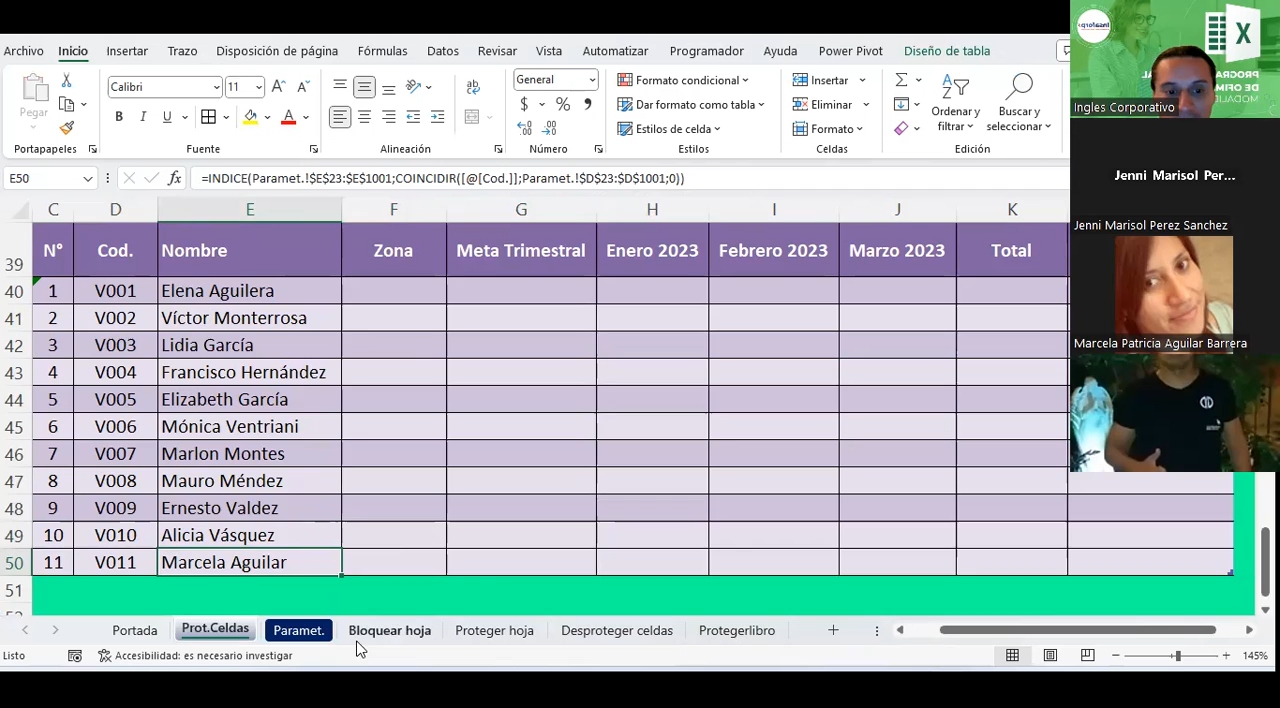 Archivo Inicio Insertar Trazo Disposición de página Fórmulas Datos Revisar Vista Automatizar Programador Ayuda Power Pivot Diseño de tabla
Pegar
Portapapeles
Calibri 11
N K S
A A
Fuente
Alineación
General
$ % 
Número
Formato condicional
Dar formato como tabla
Estilos de celda
Estilos
Insertar
Eliminar
Formato
Celdas
Ordenar y
filtrar
Buscar y
seleccionar
Edición
E50 fx =INDICE(Paramet.!$E$23:$E$1001;COINCIDIR([@[Cod.]];Paramet.!$D$23:$D$1001;0))
C D E F G H I J K
39 N° Cod. Nombre Zona Meta Trimestral Enero 2023 Febrero 2023 Marzo 2023 Total
40 1 V001 Elena Aguilera
41 2 V002 Víctor Monterrosa
42 3 V003 Lidia García
43 4 V004 Francisco Hernández
44 5 V005 Elizabeth García
45 6 V006 Mónica Ventriani
46 7 V007 Marlon Montes
47 8 V008 Mauro Méndez
48 9 V009 Ernesto Valdez
49 10 V010 Alicia Vásquez
50 11 V011 Marcela Aguilar
51
Portada Prot.Celdas Paramet. Bloquear hoja Proteger hoja Desproteger celdas Protegerlibro
Listo Accesibilidad: es necesario investigar 145%
Ingles Corporativo
Jenni Marisol Per...
Jenni Marisol Perez Sanchez
Marcela Patricia Aguilar Barrera